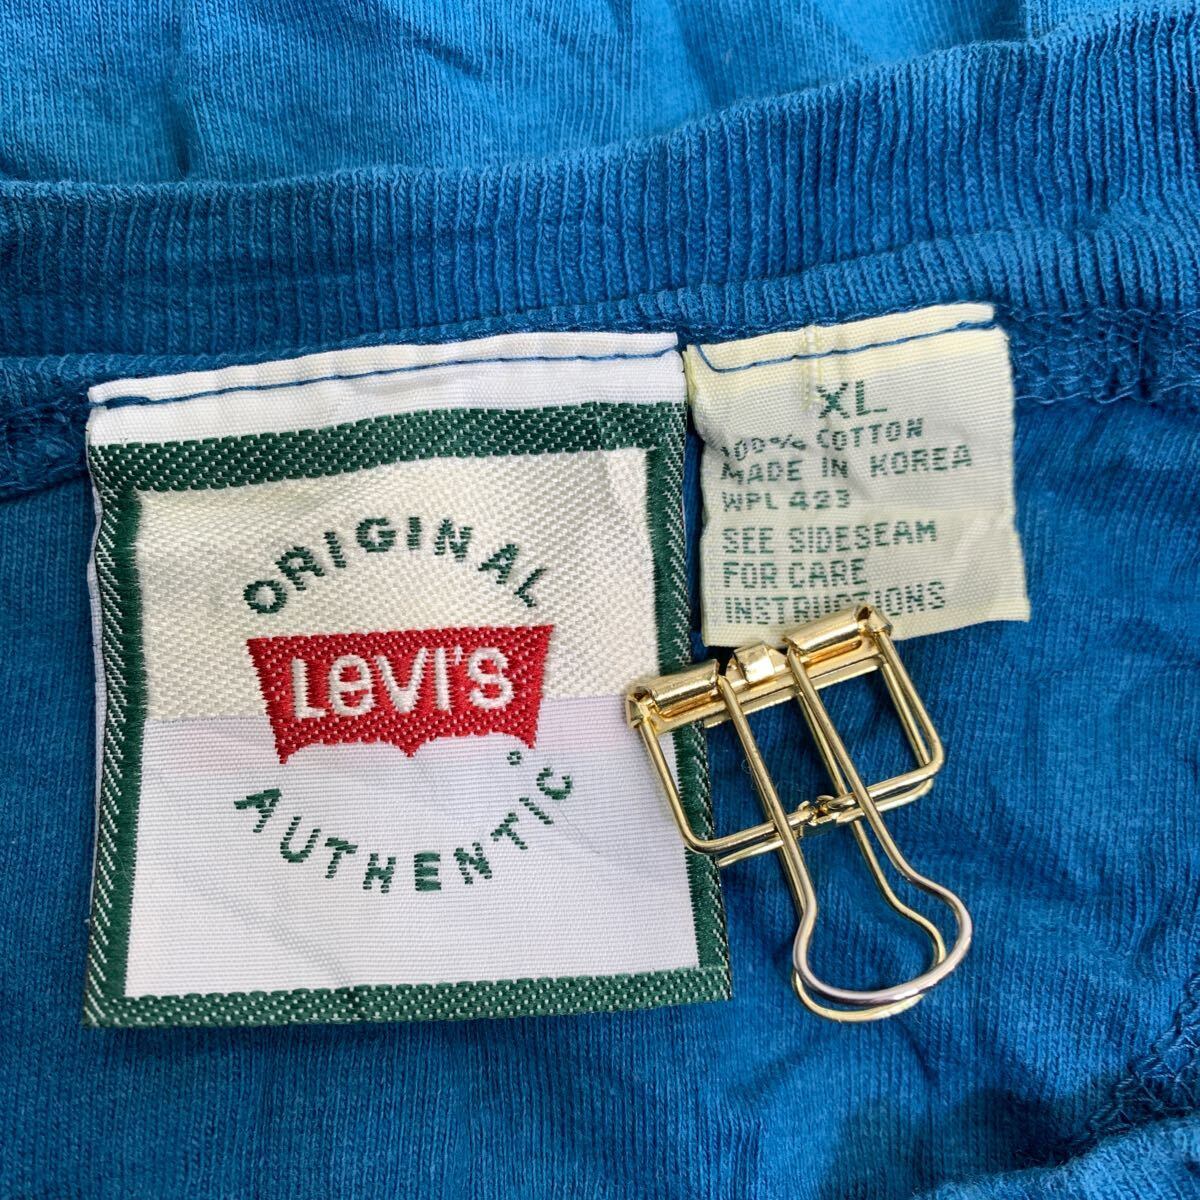 ORIGINAL
Levi's
AUTHENTIC
XL
100% COTTON
MADE IN KOREA
WPL 423
SEE SIDESEAM
FOR CARE
INSTRUCTIONS